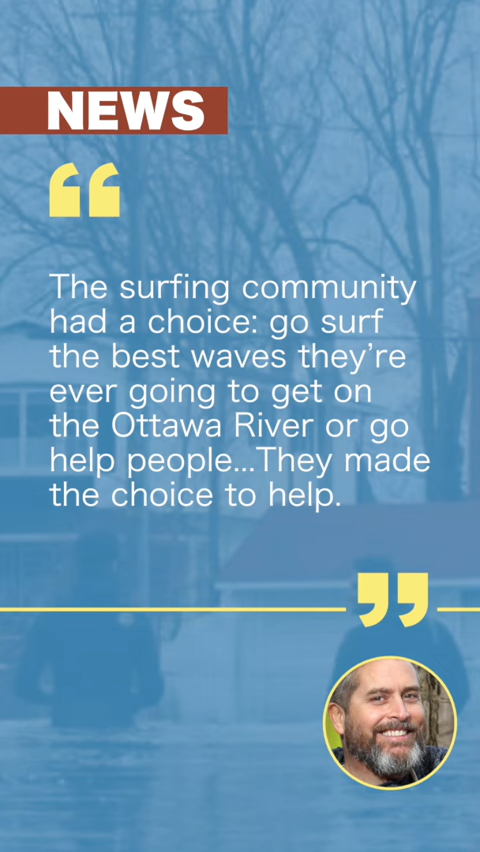 NEWS
“
The surfing community
had a choice: go surf
the best waves they’re
ever going to get on
the Ottawa River or go
help people...They made
the choice to help.
”